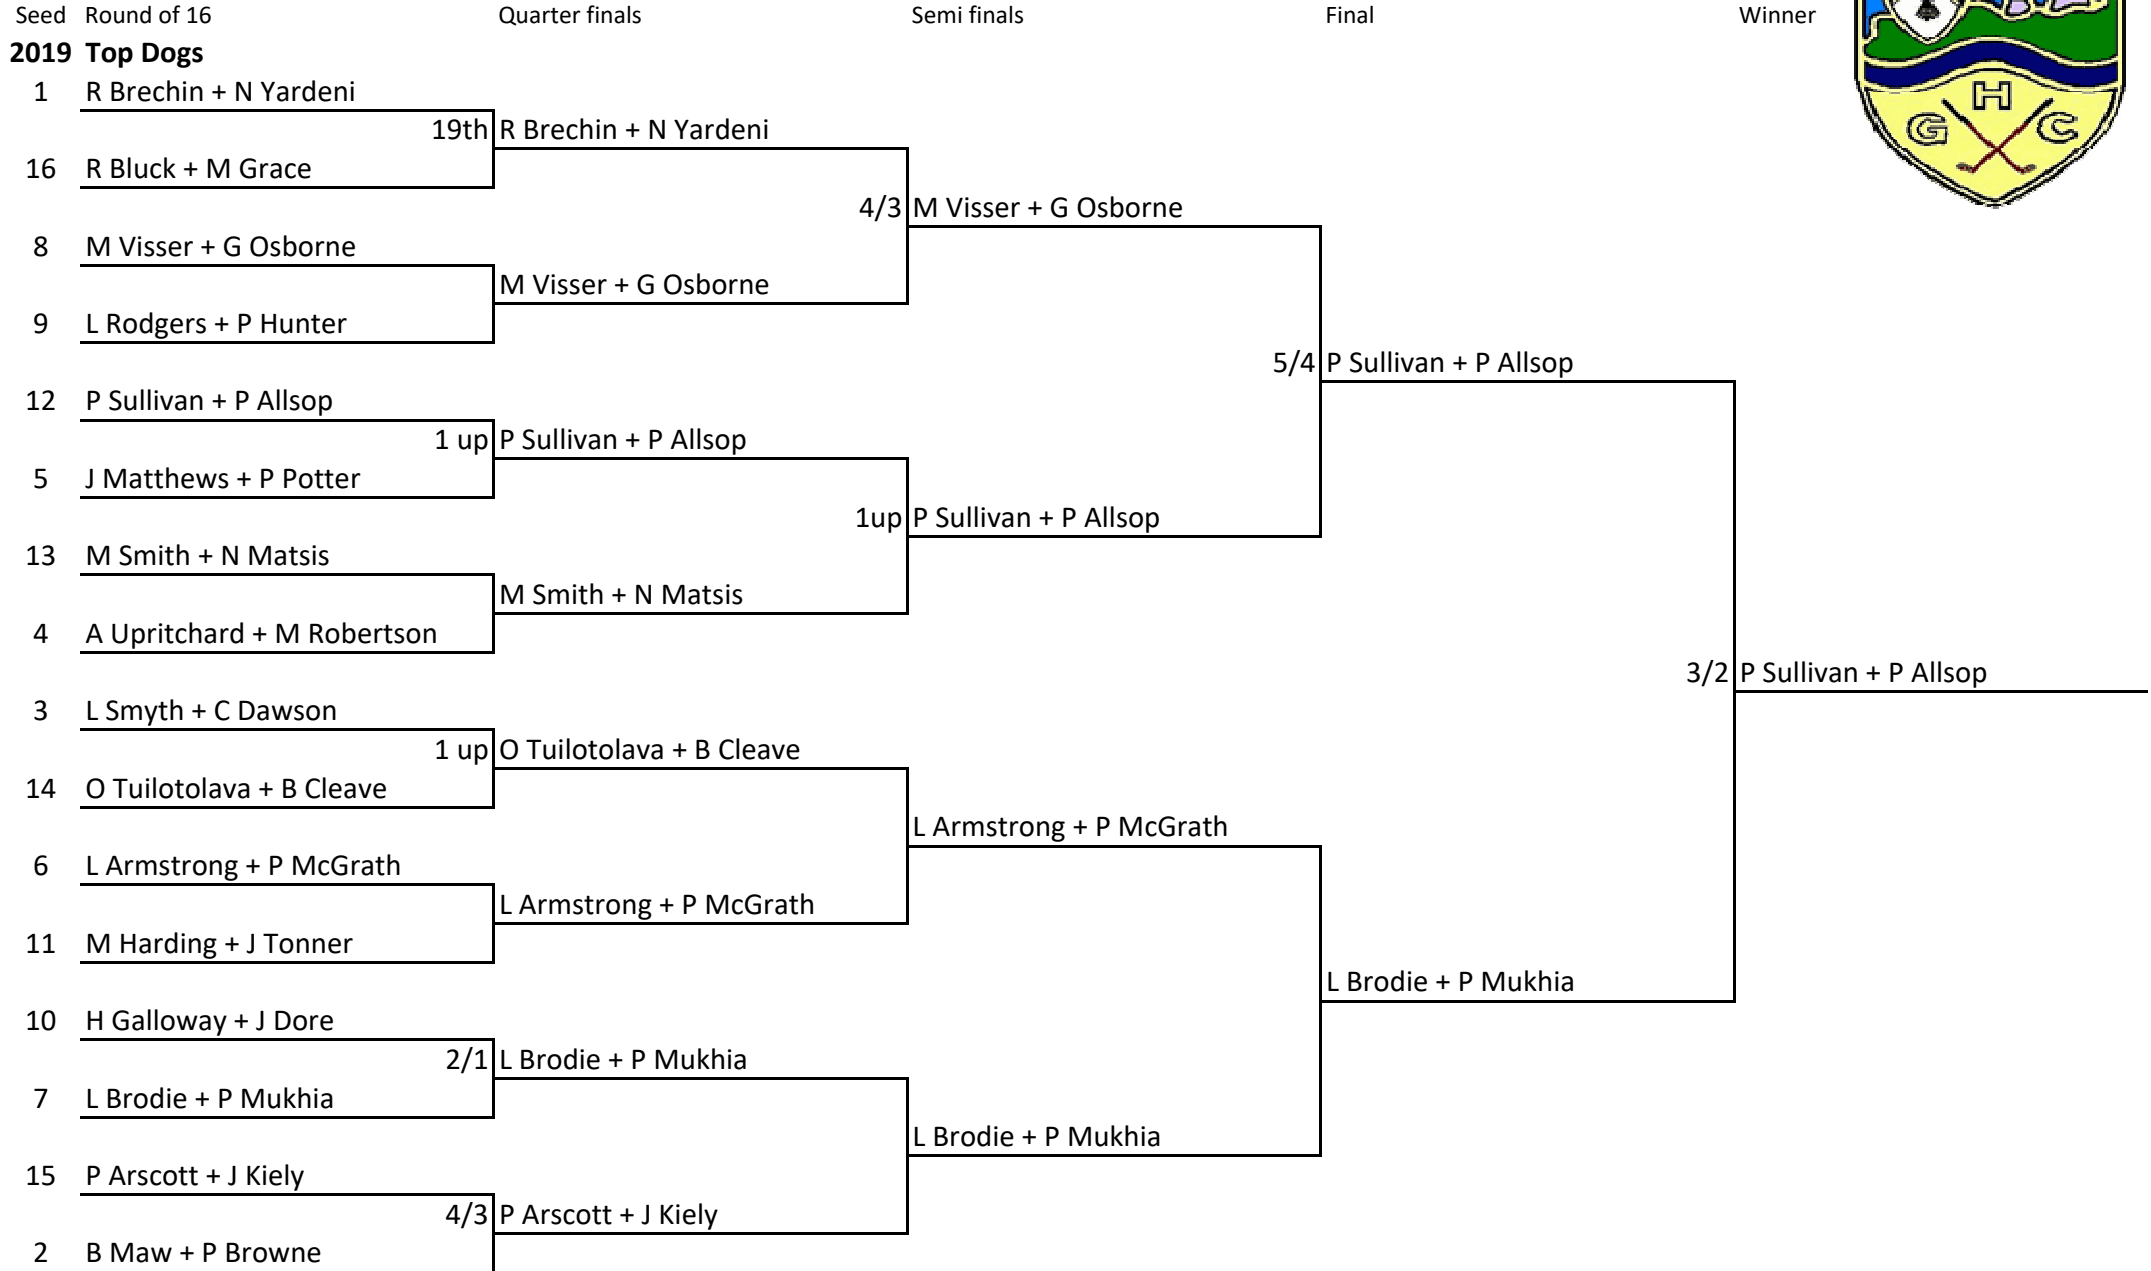 Seed Round of 16 Quarter finals Semi finals Final Winner
2019 Top Dogs
1 R Brechin + N Yardeni
H
19th R Brechin + N Yardeni
G C
16 R Bluck + M Grace
4/3 M Visser + G Osborne
8 M Visser + G Osborne
M Visser + G Osborne
9 L Rodgers + P Hunter
5/4 P Sullivan + P Allsop
12 P Sullivan + P Allsop
1 up P Sullivan + P Allsop
5 J Matthews + P Potter
1up P Sullivan + P Allsop
13 M Smith + N Matsis
M Smith + N Matsis
4 A Upritchard + M Robertson
3/2 P Sullivan + P Allsop
3 L Smyth + C Dawson
1 up O Tuilotolava + B Cleave
14 O Tuilotolava + B Cleave
L Armstrong + P McGrath
6 L Armstrong + P McGrath
L Armstrong + P McGrath
11 M Harding + J Tonner
L Brodie + P Mukhia
10 H Galloway + J Dore
2/1 L Brodie + P Mukhia
7 L Brodie + P Mukhia
L Brodie + P Mukhia
15 P Arscott + J Kiely
4/3 P Arscott + J Kiely
2 B Maw + P Browne